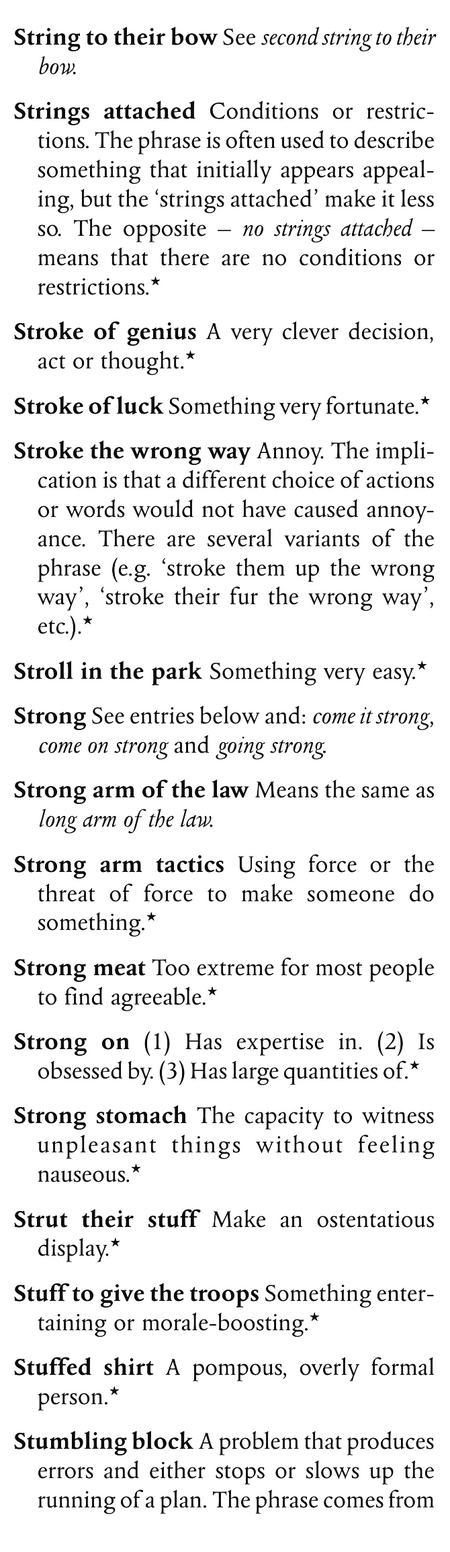 String to their bow See second string to their
bow.
Strings attached Conditions or restric-
tions. The phrase is often used to describe
something that initially appears appeal-
ing, but the ‘strings attached’ make it less
so. The opposite – no strings attached –
means that there are no conditions or
restrictions.★
Stroke of genius A very clever decision,
act or thought.★
Stroke of luck Something very fortunate.★
Stroke the wrong way Annoy. The impli-
cation is that a different choice of actions
or words would not have caused annoy-
ance. There are several variants of the
phrase (e.g. ‘stroke them up the wrong
way’, ‘stroke their fur the wrong way’,
etc.).★
Stroll in the park Something very easy.★
Strong See entries below and: come it strong,
come on strong and going strong.
Strong arm of the law Means the same as
long arm of the law.
Strong arm tactics Using force or the
threat of force to make someone do
something.★
Strong meat Too extreme for most people
to find agreeable.★
Strong on (1) Has expertise in. (2) Is
obsessed by. (3) Has large quantities of.★
Strong stomach The capacity to witness
unpleasant things without feeling
nauseous.★
Strut their stuff Make an ostentatious
display.★
Stuff to give the troops Something enter-
taining or morale-boosting.★
Stuffed shirt A pompous, overly formal
person.★
Stumbling block A problem that produces
errors and either stops or slows up the
running of a plan. The phrase comes from